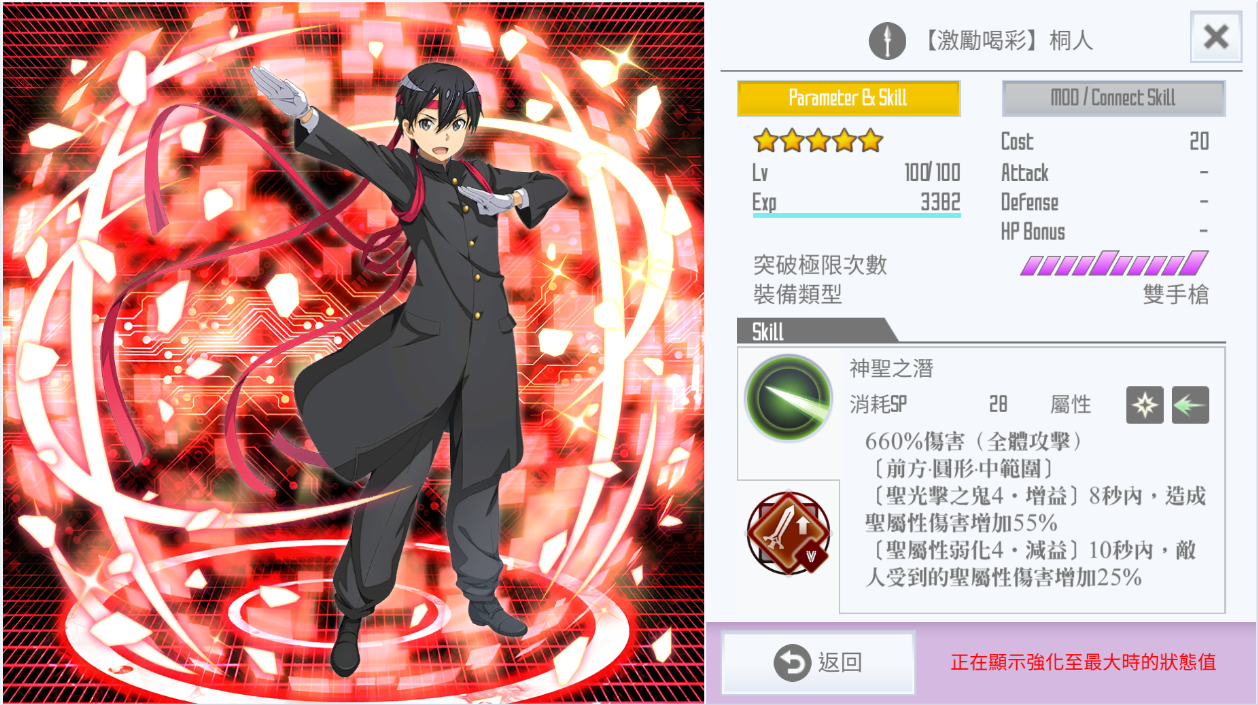 【激勵喝彩】桐人
Parameter & Skill
MOD / Connect Skill
Lv 100/100
Exp 3382
Cost 20
Attack -
Defense -
HP Bonus -
突破極限次數
裝備類型 雙手槍
Skill
神聖之潛
消耗SP 28 屬性
660%傷害（全體攻擊）
〔前方·圓形·中範圍〕
〔聖光擊之鬼4・增益〕8秒內，造成
聖屬性傷害增加55%
〔聖屬性弱化4・減益〕10秒內，敵
人受到的聖屬性傷害增加25%
V
返回
正在顯示強化至最大時的狀態值